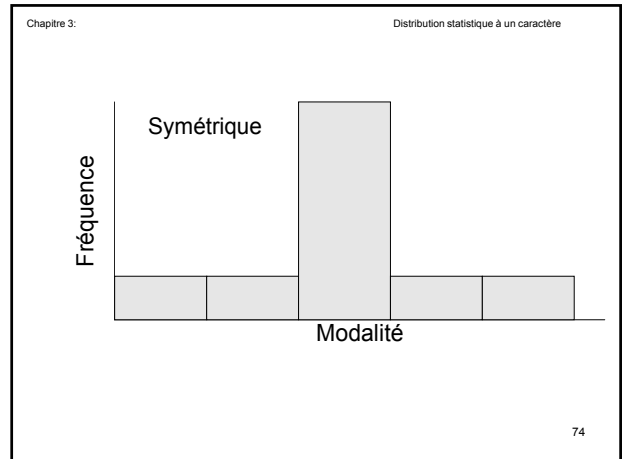 Chapitre 3:
Distribution statistique à un caractère
Symétrique
Fréquence
Modalité
74